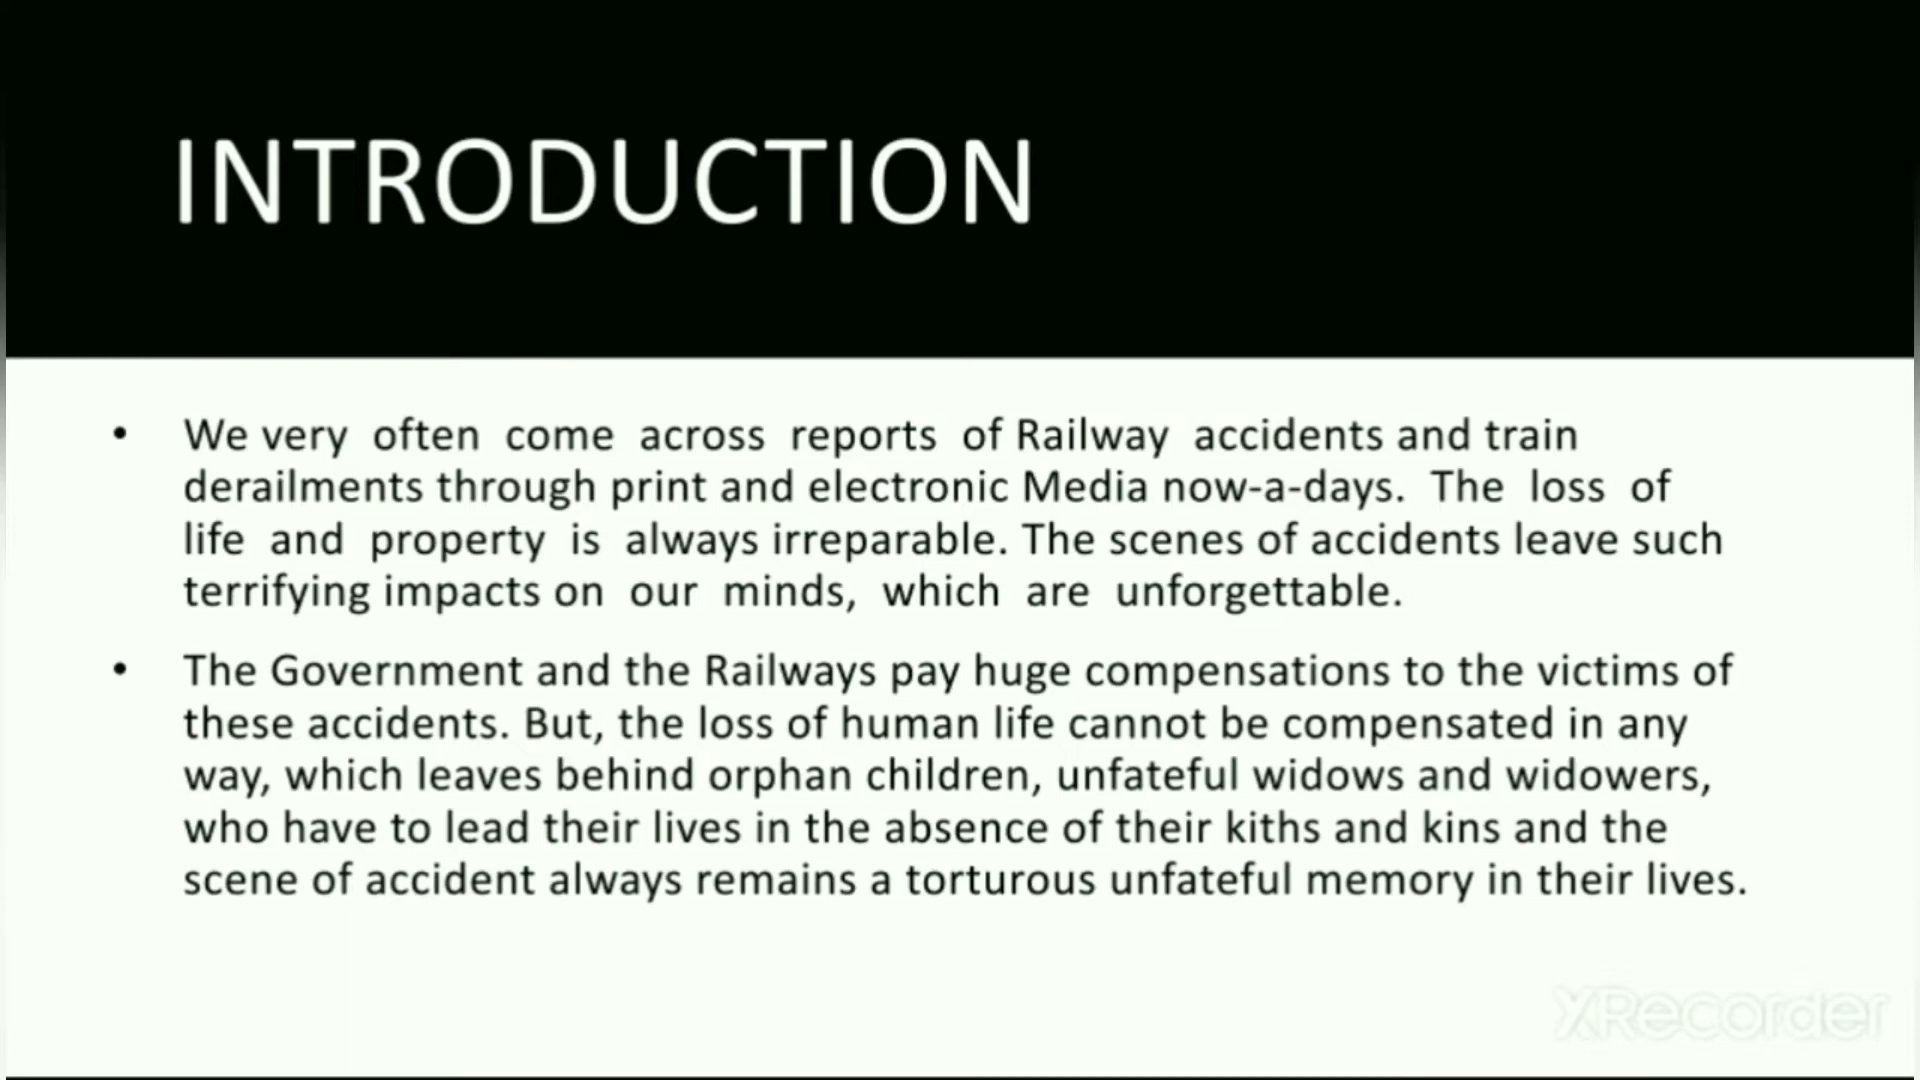 INTRODUCTION
• We very often come across reports of Railway accidents and train
derailments through print and electronic Media now-a-days. The loss of
life and property is always irreparable. The scenes of accidents leave such
terrifying impacts on our minds, which are unforgettable.
• The Government and the Railways pay huge compensations to the victims of
these accidents. But, the loss of human life cannot be compensated in any
way, which leaves behind orphan children, unfateful widows and widowers,
who have to lead their lives in the absence of their kiths and kins and the
scene of accident always remains a torturous unfateful memory in their lives.
XRecorder